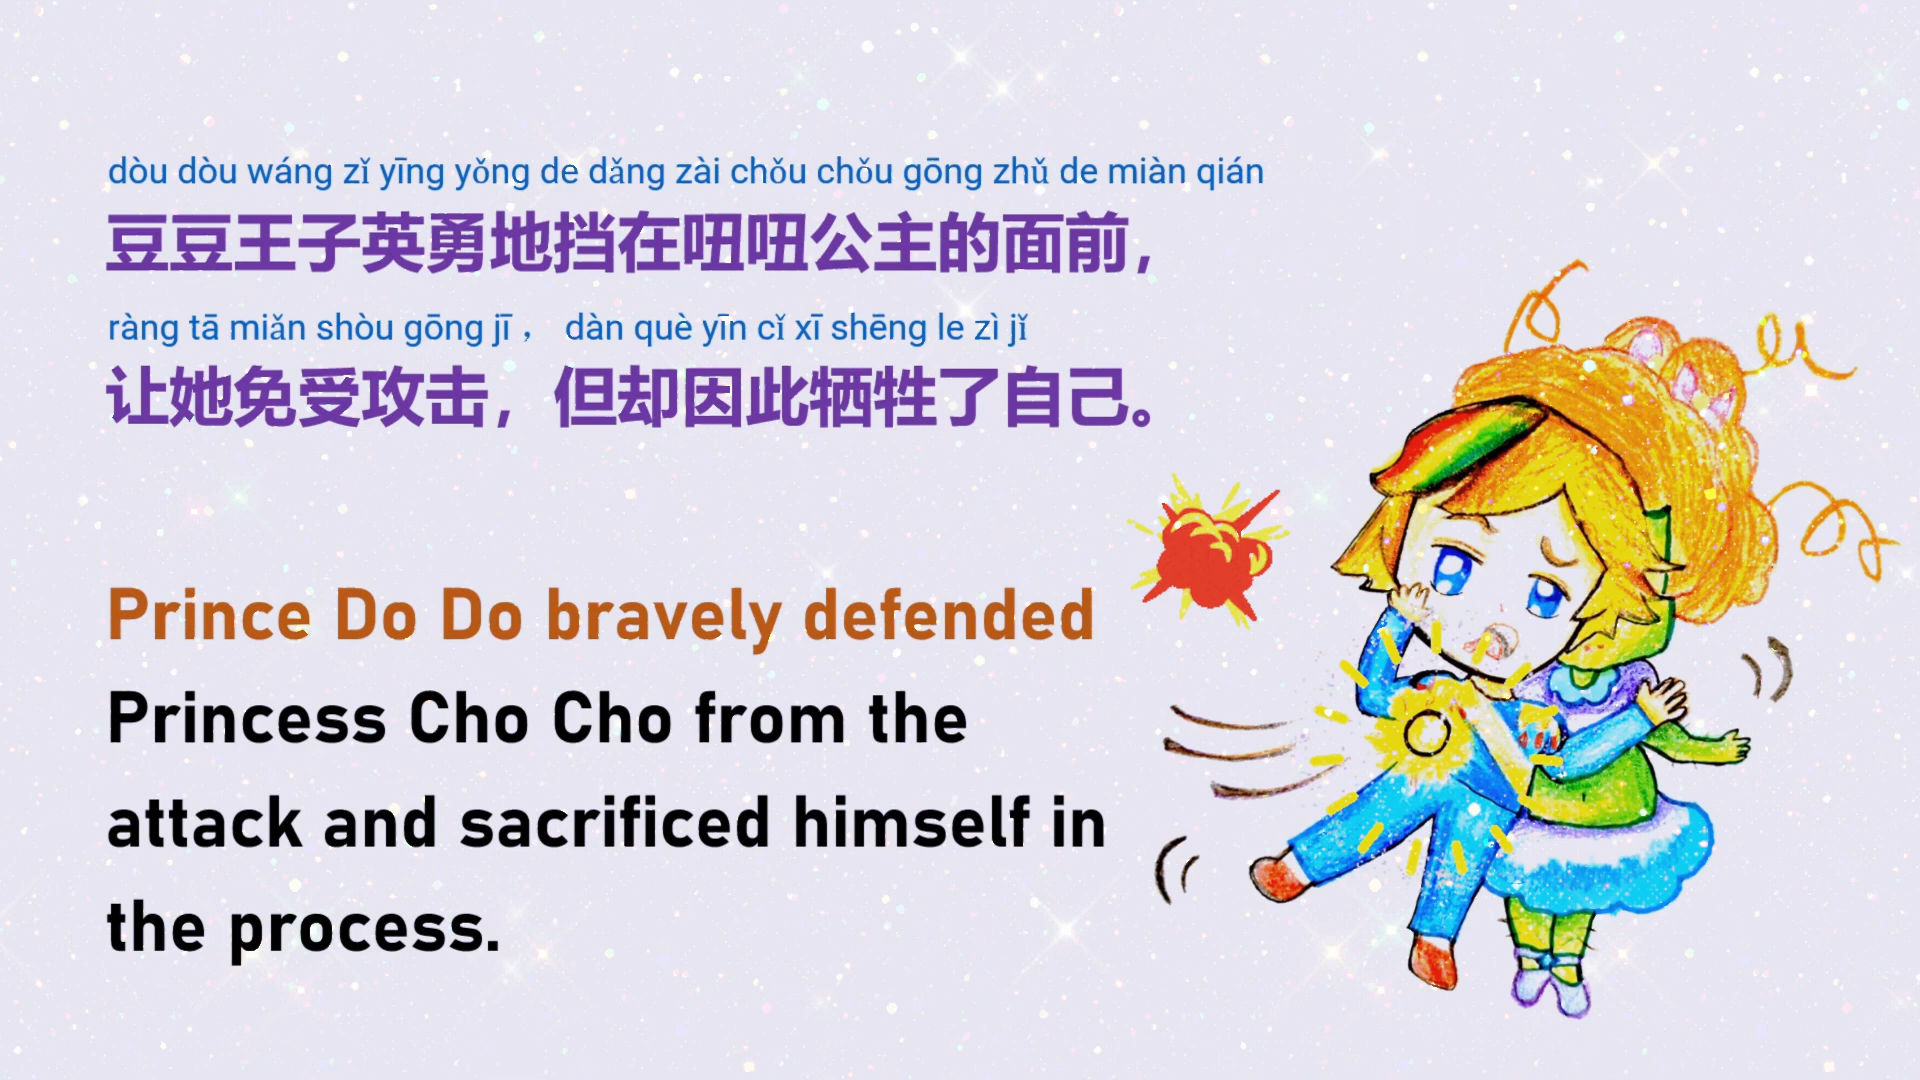 dòu dòu wáng zǐ yīng yǒng de dǎng zài chǒu chǒu gōng zhǔ de miàn qián
豆豆王子英勇地挡在吜吜公主的面前，
ràng tā miǎn shòu gōng jī ， dàn què yīn cǐ xī shēng le zì jǐ
让她免受攻击，但却因此牺牲了自己。
Prince Do Do bravely defended
Princess Cho Cho from the
attack and sacrificed himself in
the process.